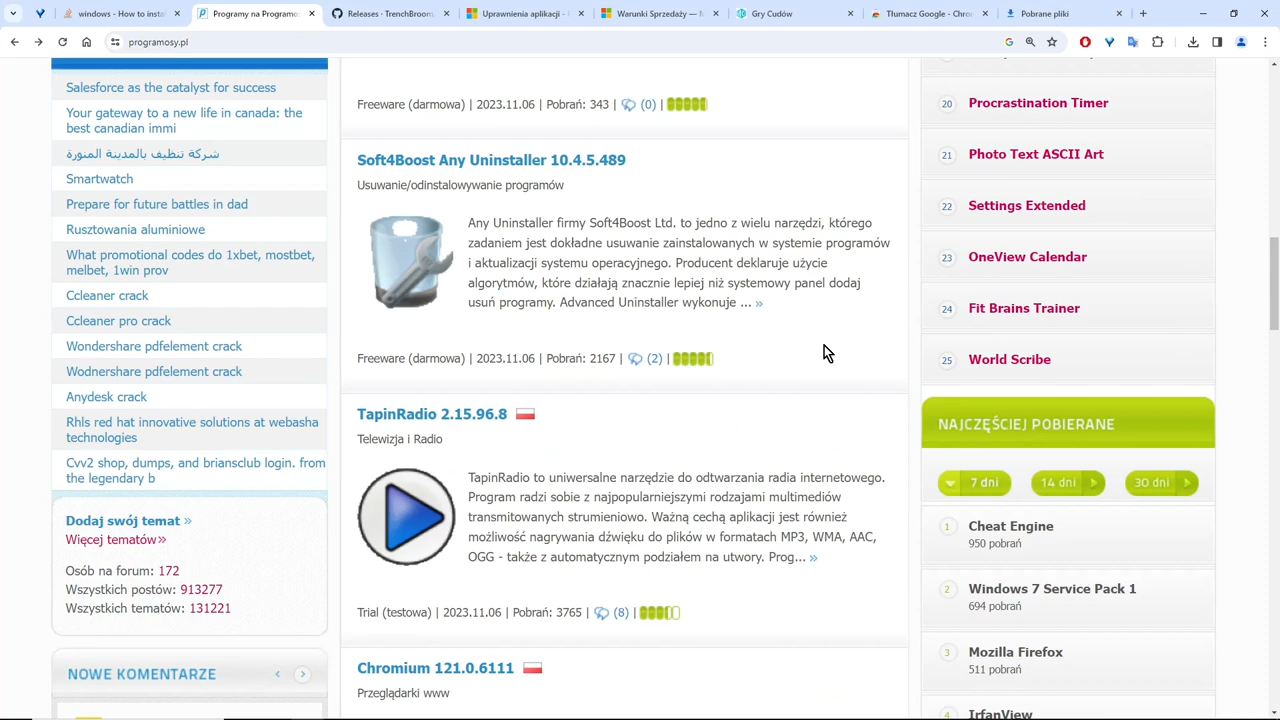 windows - How to instal
Programy na Programo
Releases · TrenchBroom
Uprawnienia aplikacji -
Warunki Sprzedaży —
Gry Cudów
Tłumacz Google - Chro
Pobrane pliki
programosy.pl
Salesforce as the catalyst for success
Your gateway to a new life in canada: the
best canadian immi
شركة تنظيف بالمدينة المنورة
Smartwatch
Prepare for future battles in dad
Rusztowania aluminiowe
What promotional codes do 1xbet, mostbet,
melbet, 1win prov
Ccleaner crack
Ccleaner pro crack
Wondershare pdfelement crack
Wodnershare pdfelement crack
Anydesk crack
Rhls red hat innovative solutions at webasha
technologies
Cvv2 shop, dumps, and briansclub login. from
the legendary b
Dodaj swój temat »
Więcej tematów»
Osób na forum: 172
Wszystkich postów: 913277
Wszystkich tematów: 131221
NOWE KOMENTARZE
Freeware (darmowa) | 2023.11.06 | Pobrań: 343 | (0) |
Soft4Boost Any Uninstaller 10.4.5.489
Usuwanie/odinstalowywanie programów
Any Uninstaller firmy Soft4Boost Ltd. to jedno z wielu narzędzi, którego
zadaniem jest dokładne usuwanie zainstalowanych w systemie programów
i aktualizacji systemu operacyjnego. Producent deklaruje użycie
algorytmów, które działają znacznie lepiej niż systemowy panel dodaj
usuń programy. Advanced Uninstaller wykonuje ... »
Freeware (darmowa) | 2023.11.06 | Pobrań: 2167 | (2) |
TapinRadio 2.15.96.8
Telewizja i Radio
TapinRadio to uniwersalne narzędzie do odtwarzania radia internetowego.
Program radzi sobie z najpopularniejszymi rodzajami multimediów
transmitowanych strumieniowo. Ważną cechą aplikacji jest również
możliwość nagrywania dźwięku do plików w formatach MP3, WMA, AAC,
OGG - także z automatycznym podziałem na utwory. Prog... »
Trial (testowa) | 2023.11.06 | Pobrań: 3765 | (8) |
Chromium 121.0.6111
Przeglądarki www
20 Procrastination Timer
21 Photo Text ASCII Art
22 Settings Extended
23 OneView Calendar
24 Fit Brains Trainer
25 World Scribe
NAJCZĘŚCIEJ POBIERANE
7 dni 14 dni 30 dni
1 Cheat Engine
950 pobrań
2 Windows 7 Service Pack 1
694 pobrań
3 Mozilla Firefox
511 pobrań
4 IrfanView